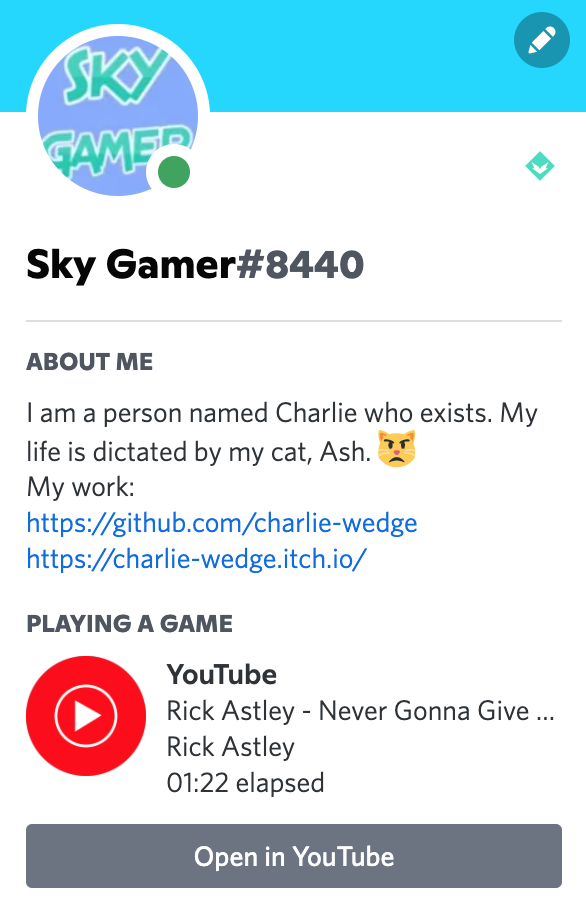 SKY
GAMER
Sky Gamer#8440
ABOUT ME
I am a person named Charlie who exists. My
life is dictated by my cat, Ash.
My work:
https://github.com/charlie-wedge
https://charlie-wedge.itch.io/
PLAYING A GAME
YouTube
Rick Astley - Never Gonna Give ...
Rick Astley
01:22 elapsed
Open in YouTube